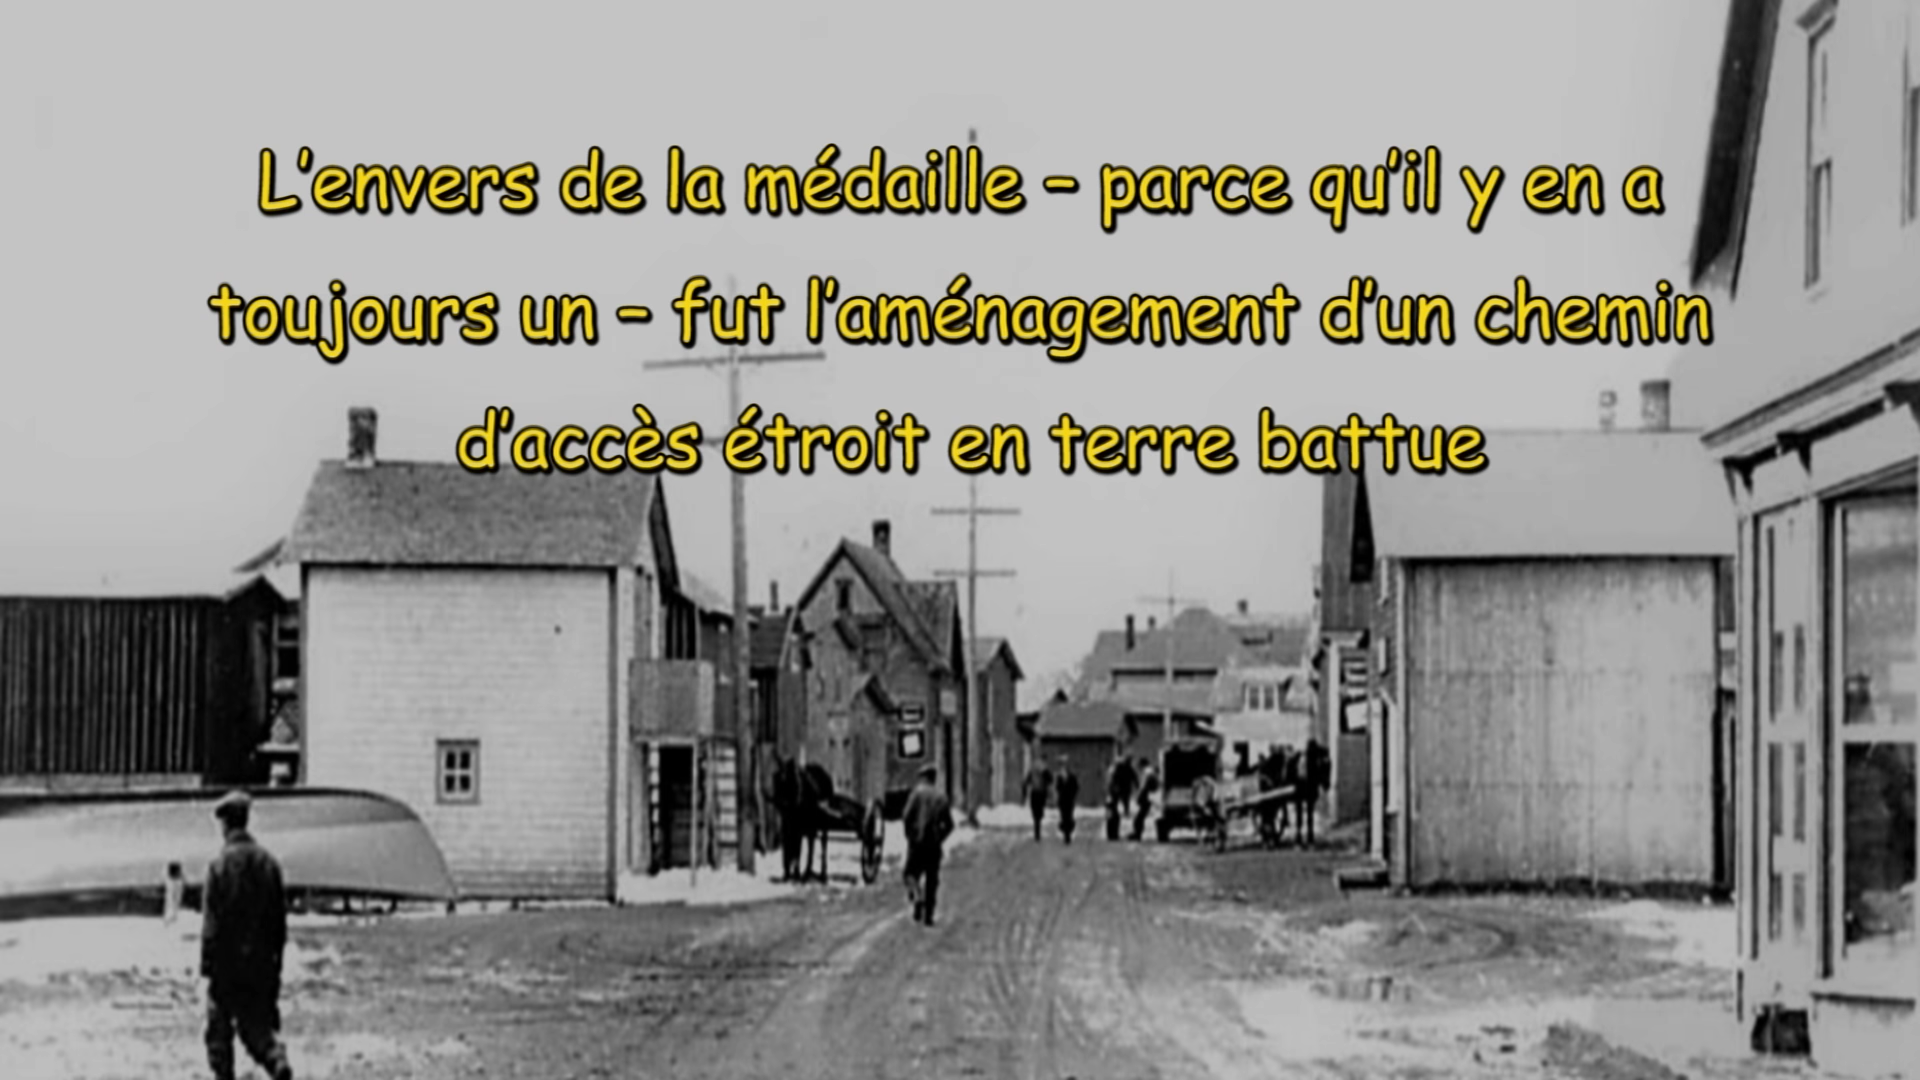 L'envers de la médaille – parce qu'il y en a
toujours un – fut l'aménagement d'un chemin
d'accès étroit en terre battue